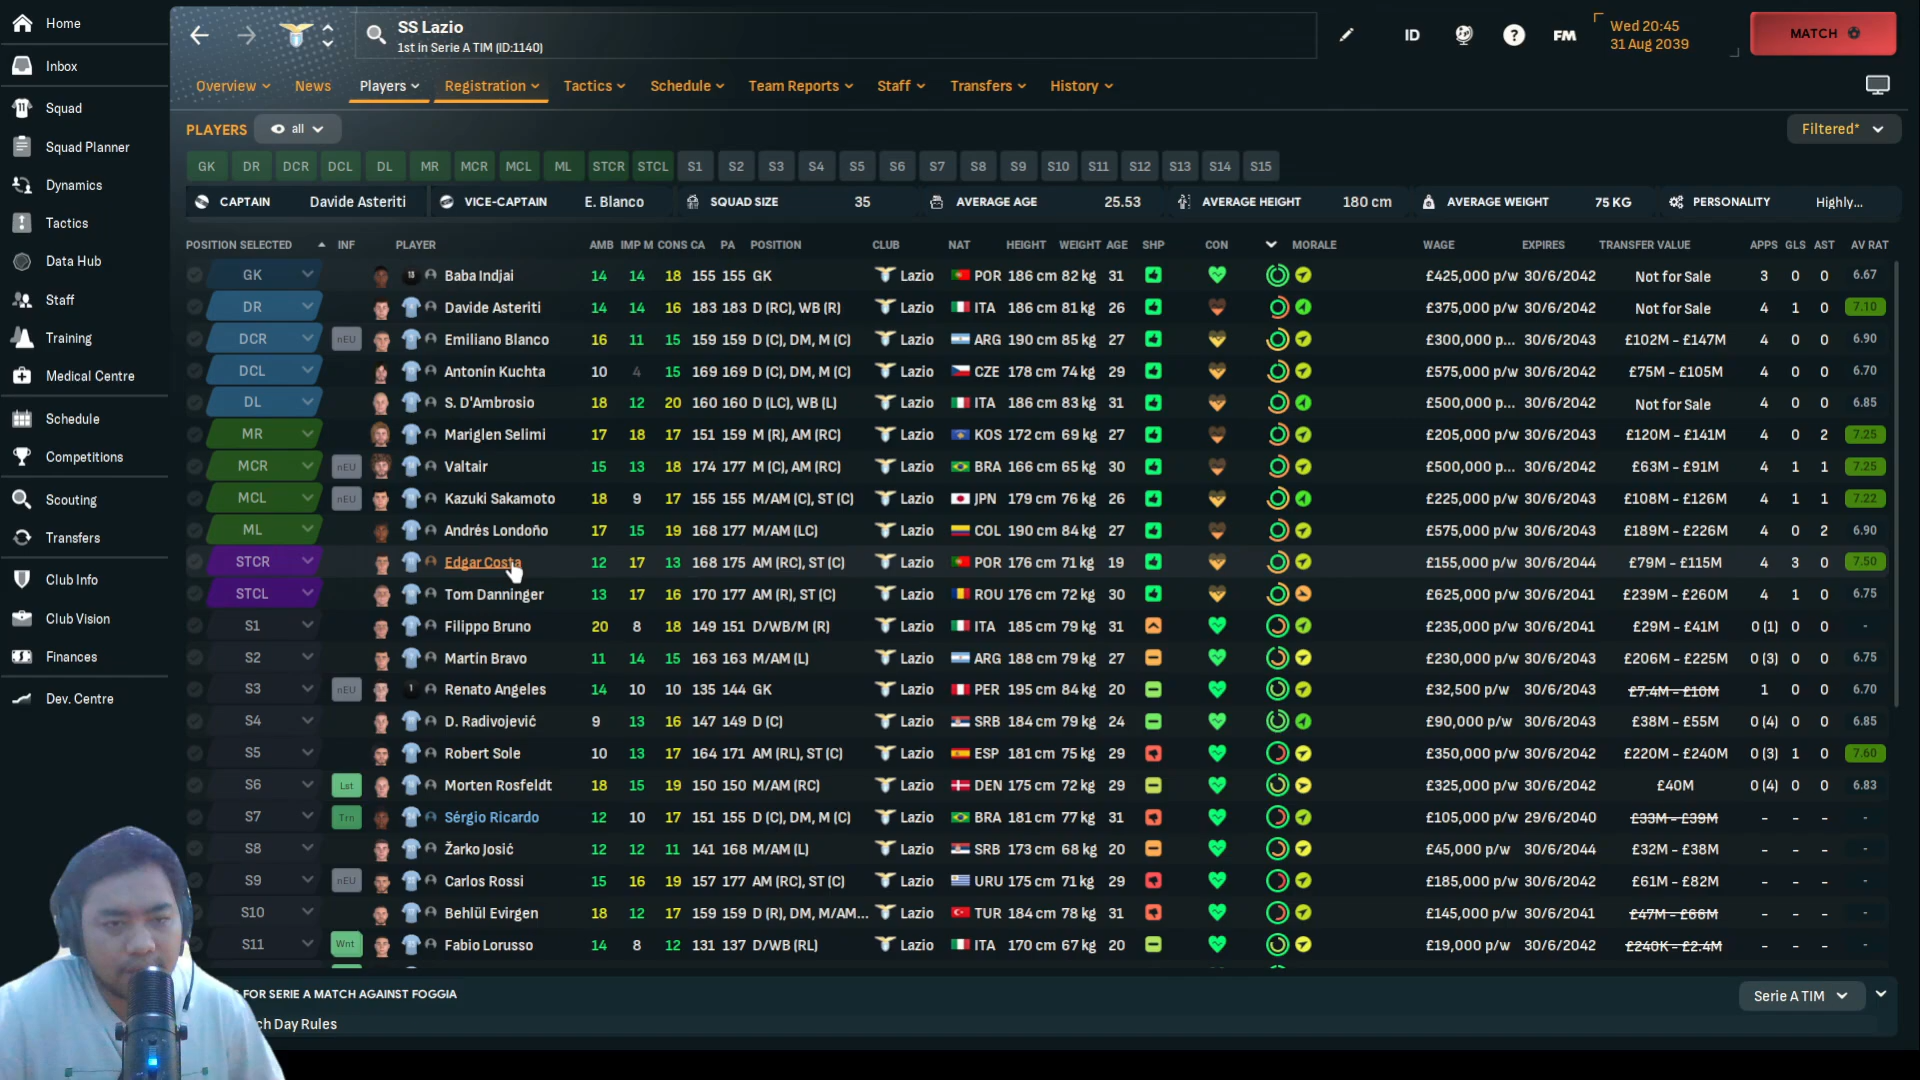 Home
Inbox
Squad
Squad Planner
Dynamics
Tactics
Data Hub
Staff
Training
Medical Centre
Schedule
Competitions
Scouting
Transfers
Club Info
Club Vision
Finances
Dev. Centre
SS Lazio
1st in Serie A TIM (ID:1140)
ID
FM
Wed 20:45
31 Aug 2039
MATCH
Overview News Players Registration Tactics Schedule Team Reports Staff Transfers History
PLAYERS all Filtered*
GK DR DCR DCL DL MR MCR MCL ML STCR STCL S1 S2 S3 S4 S5 S6 S7 S8 S9 S10 S11 S12 S13 S14 S15
CAPTAIN Davide Asteriti VICE-CAPTAIN E. Blanco SQUAD SIZE 35 AVERAGE AGE 25.53 AVERAGE HEIGHT 180 cm AVERAGE WEIGHT 75 KG PERSONALITY Highly...
POSITION SELECTED INF PLAYER AMB IMP M CONS CA PA POSITION CLUB NAT HEIGHT WEIGHT AGE SHP CON MORALE WAGE EXPIRES TRANSFER VALUE APPS GLS AST AV RAT
GK Baba Indjai 14 14 18 155 155 GK Lazio POR 186 cm 82 kg 31 £425,000 p/w 30/6/2042 Not for Sale 3 0 0 6.67
DR Davide Asteriti 14 14 16 183 183 D (RC), WB (R) Lazio ITA 186 cm 81 kg 26 £375,000 p/w 30/6/2042 Not for Sale 4 1 0 7.10
DCR nEU Emiliano Blanco 16 11 15 159 159 D (C), DM, M (C) Lazio ARG 190 cm 85 kg 27 £300,000 p... 30/6/2043 £102M - £147M 4 0 0 6.90
DCL Antonín Kuchta 10 4 15 169 169 D (C), DM, M (C) Lazio CZE 178 cm 74 kg 29 £575,000 p/w 30/6/2042 £75M - £105M 4 0 0 6.70
DL S. D'Ambrosio 18 12 20 160 160 D (LC), WB (L) Lazio ITA 186 cm 83 kg 31 £500,000 p... 30/6/2042 Not for Sale 4 0 0 6.85
MR Mariglen Selimi 17 18 17 151 159 M (R), AM (RC) Lazio KOS 172 cm 69 kg 27 £205,000 p/w 30/6/2043 £120M - £141M 4 0 2 7.25
MCR nEU Valtair 15 13 18 174 177 M (C), AM (RC) Lazio BRA 166 cm 65 kg 30 £500,000 p... 30/6/2042 £63M - £91M 4 1 1 7.25
MCL nEU Kazuki Sakamoto 18 9 17 155 155 M/AM (C), ST (C) Lazio JPN 179 cm 76 kg 26 £225,000 p/w 30/6/2043 £108M - £126M 4 1 1 7.22
ML Andrés Londoño 17 15 19 168 177 M/AM (LC) Lazio COL 190 cm 84 kg 27 £575,000 p/w 30/6/2043 £189M - £226M 4 0 2 6.90
STCR Edgar Costa 12 17 13 168 175 AM (RC), ST (C) Lazio POR 176 cm 71 kg 19 £155,000 p/w 30/6/2044 £79M - £115M 4 3 0 7.50
STCL Tom Danninger 13 17 16 170 177 AM (R), ST (C) Lazio ROU 176 cm 72 kg 30 £625,000 p/w 30/6/2041 £239M - £260M 4 1 0 6.75
S1 Filippo Bruno 20 8 18 149 151 D/WB/M (R) Lazio ITA 185 cm 79 kg 31 £235,000 p/w 30/6/2041 £29M - £41M 0 (1) 0 0 -
S2 Martín Bravo 11 14 15 163 163 M/AM (L) Lazio ARG 188 cm 79 kg 27 £230,000 p/w 30/6/2043 £206M - £225M 0 (3) 0 0 6.75
S3 nEU Renato Angeles 14 10 10 135 144 GK Lazio PER 195 cm 84 kg 20 £32,500 p/w 30/6/2043 £7.4M - £10M 1 0 0 6.70
S4 D. Radivojević 9 13 16 147 149 D (C) Lazio SRB 184 cm 79 kg 24 £90,000 p/w 30/6/2043 £38M - £55M 0 (4) 0 0 6.85
S5 Robert Sole 10 13 17 164 171 AM (RL), ST (C) Lazio ESP 181 cm 75 kg 29 £350,000 p/w 30/6/2042 £220M - £240M 0 (3) 1 0 7.60
S6 Lst Morten Rosfeldt 18 15 19 150 150 M/AM (RC) Lazio DEN 175 cm 72 kg 29 £325,000 p/w 30/6/2042 £40M 0 (4) 0 0 6.83
S7 Trn Sérgio Ricardo 12 10 17 151 155 D (C), DM, M (C) Lazio BRA 181 cm 77 kg 31 £105,000 p/w 29/6/2040 £33M - £39M - - - -
S8 Žarko Josić 12 12 11 141 168 M/AM (L) Lazio SRB 173 cm 68 kg 20 £45,000 p/w 30/6/2044 £32M - £38M - - - -
S9 nEU Carlos Rossi 15 16 19 157 177 AM (RC), ST (C) Lazio URU 175 cm 71 kg 29 £185,000 p/w 30/6/2042 £61M - £82M - - - -
S10 Behlül Evirgen 18 12 17 159 159 D (R), DM, M/AM... Lazio TUR 184 cm 78 kg 31 £145,000 p/w 30/6/2041 £47M - £66M - - - -
S11 Wnt Fabio Lorusso 14 8 12 131 137 D/WB (RL) Lazio ITA 170 cm 67 kg 20 £19,000 p/w 30/6/2042 £240K - £2.4M - - - -
FOR SERIE A MATCH AGAINST FOGGIA
Serie A TIM
Day Rules